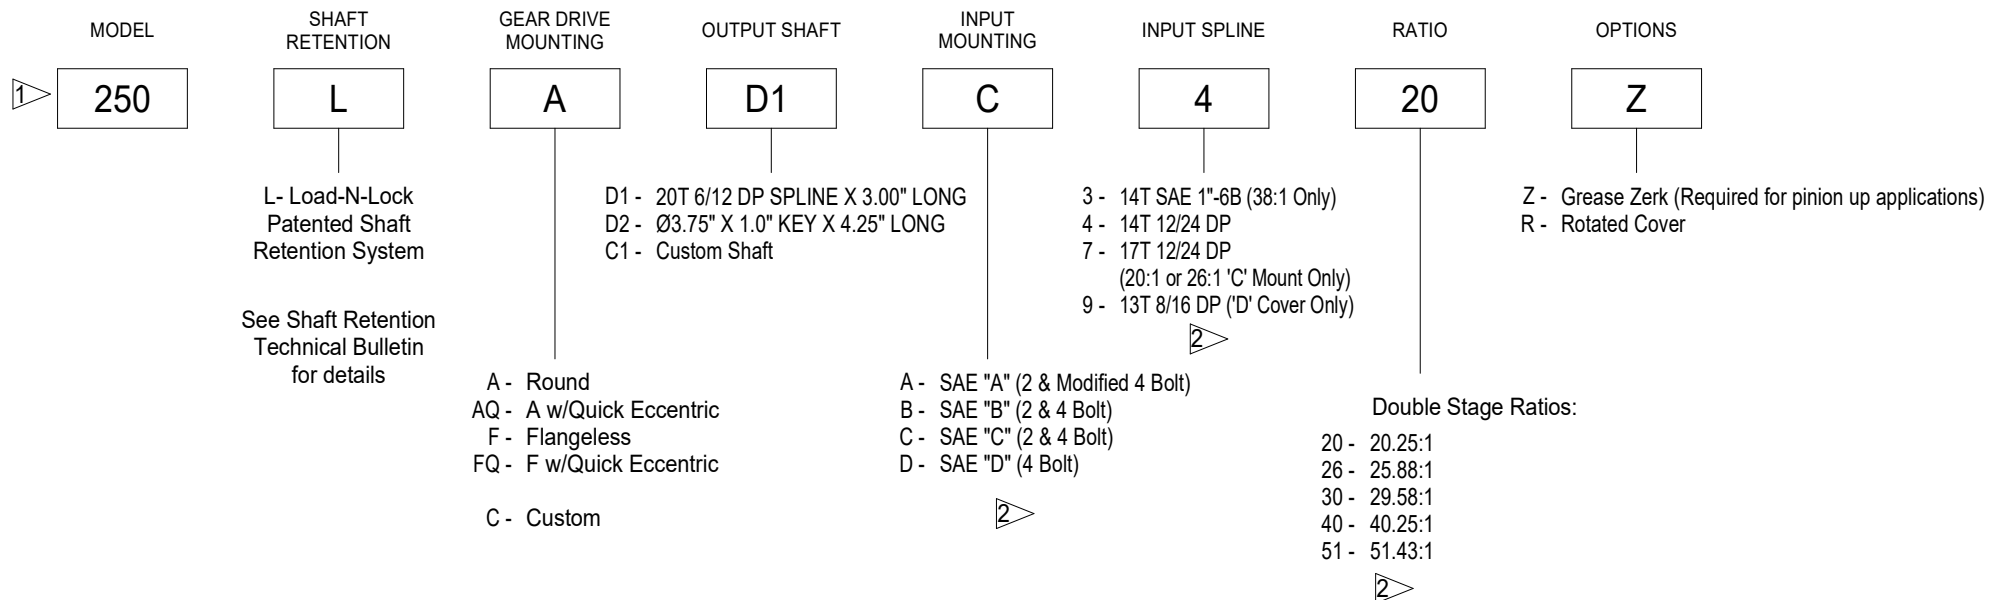 MODEL
SHAFT
RETENTION
GEAR DRIVE
MOUNTING
OUTPUT SHAFT
INPUT
MOUNTING
INPUT SPLINE
RATIO
OPTIONS
1
250
L
A
D1
C
4
20
Z
L- Load-N-Lock
Patented Shaft
Retention System
See Shaft Retention
Technical Bulletin
for details
A - Round
AQ - A w/Quick Eccentric
F - Flangeless
FQ - F w/Quick Eccentric
C - Custom
D1 - 20T 6/12 DP SPLINE X 3.00" LONG
D2 - Ø3.75" X 1.0" KEY X 4.25" LONG
C1 - Custom Shaft
A - SAE "A" (2 & Modified 4 Bolt)
B - SAE "B" (2 & 4 Bolt)
C - SAE "C" (2 & 4 Bolt)
D - SAE "D" (4 Bolt)
2
3 - 14T SAE 1"-6B (38:1 Only)
4 - 14T 12/24 DP
7 - 17T 12/24 DP
(20:1 or 26:1 'C' Mount Only)
9 - 13T 8/16 DP ('D' Cover Only)
2
Double Stage Ratios:
20 - 20.25:1
26 - 25.88:1
30 - 29.58:1
40 - 40.25:1
51 - 51.43:1
2
Z - Grease Zerk (Required for pinion up applications)
R - Rotated Cover